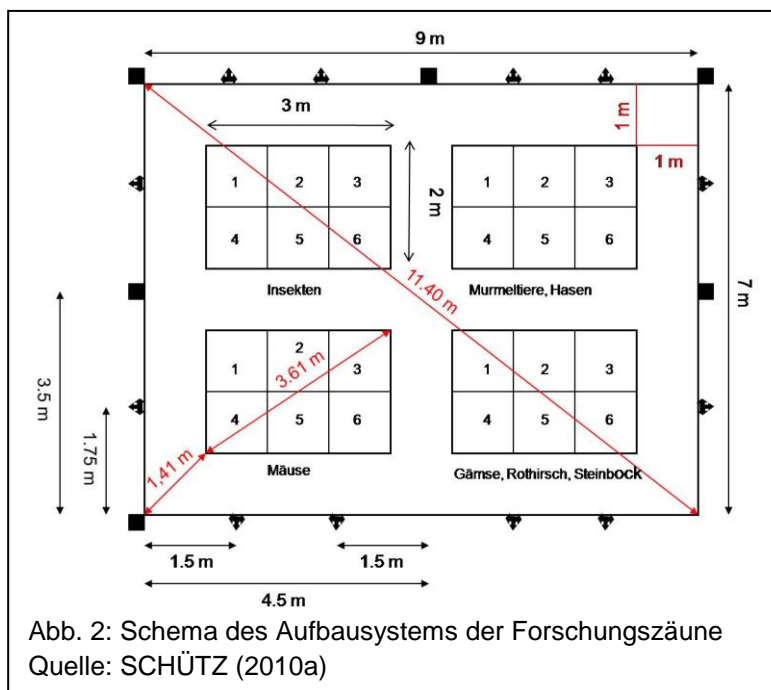 9 m
3 m
1 m
1 m
1 2 3
4 5 6
2 m
1 2 3
4 5 6
Insekten
Murmeltiere, Hasen
11.40 m
7 m
3.5 m
1.75 m
1 2 3
4 5 6
3.61 m
1,41 m
1 2 3
4 5 6
Mäuse
Gämse, Rothirsch, Steinbock
1.5 m
1.5 m
4.5 m
Abb. 2: Schema des Aufbausystems der Forschungszäune
Quelle: SCHÜTZ (2010a)